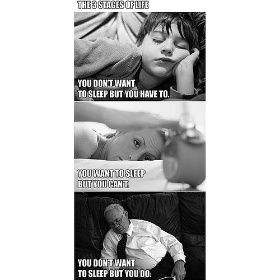 THE 3 STAGES OF LIFE
YOU DON'T WANT
TO SLEEP BUT YOU HAVE TO.
YOU WANT TO SLEEP
BUT YOU CAN'T.
YOU DON'T WANT
TO SLEEP BUT YOU DO.